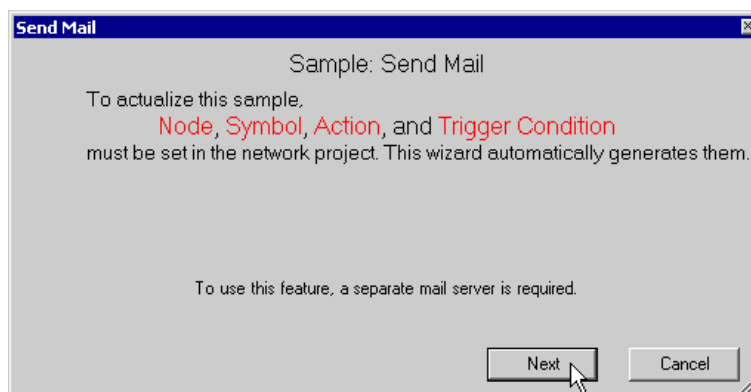 Send Mail
Sample: Send Mail
To actualize this sample,
Node, Symbol, Action, and Trigger Condition
must be set in the network project. This wizard automatically generates them.
To use this feature, a separate mail server is required.
Next
Cancel